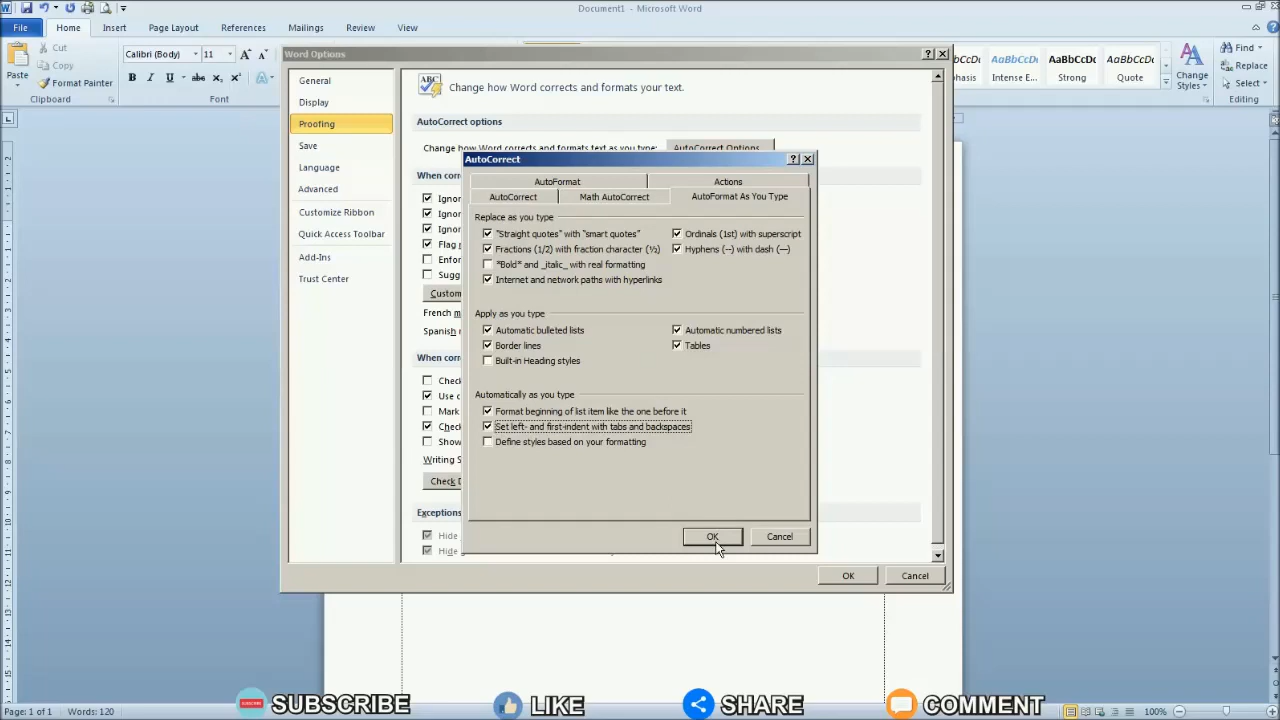 Document1 - Microsoft Word
File Home Insert Page Layout References Mailings Review View
Paste
Cut
Copy
Format Painter
Clipboard
Calibri (Body) 11
Font
AaBbCcDc AaBbCcDc AaBbCcDc
Intense E... Strong Quote
Change
Styles
Find
Replace
Select
Editing
Word Options
General
Display
Proofing
Save
Language
Advanced
Customize Ribbon
Quick Access Toolbar
Add-Ins
Trust Center
Change how Word corrects and formats your text.
AutoCorrect options
Change how Word corrects and formats text as you type: AutoCorrect Options...
When corre
Ignor
Ignor
Ignor
Flag
Enfor
Sugg
Custom
French
Spanish
When corre
Check
Use c
Mark
Check
Show
Writing S
Check D
Exceptions
Hide
Hide
OK Cancel
AutoCorrect
AutoFormat Actions
AutoCorrect Math AutoCorrect AutoFormat As You Type
Replace as you type
"Straight quotes" with “smart quotes” Ordinals (1st) with superscript
Fractions (1/2) with fraction character (½) Hyphens (--) with dash (—)
*Bold* and _italic_ with real formatting
Internet and network paths with hyperlinks
Apply as you type
Automatic bulleted lists Automatic numbered lists
Border lines Tables
Built-in Heading styles
Automatically as you type
Format beginning of list item like the one before it
Set left- and first-indent with tabs and backspaces
Define styles based on your formatting
OK Cancel
SUBSCRIBE LIKE SHARE COMMENT
Page: 1 of 1 Words: 120 100%